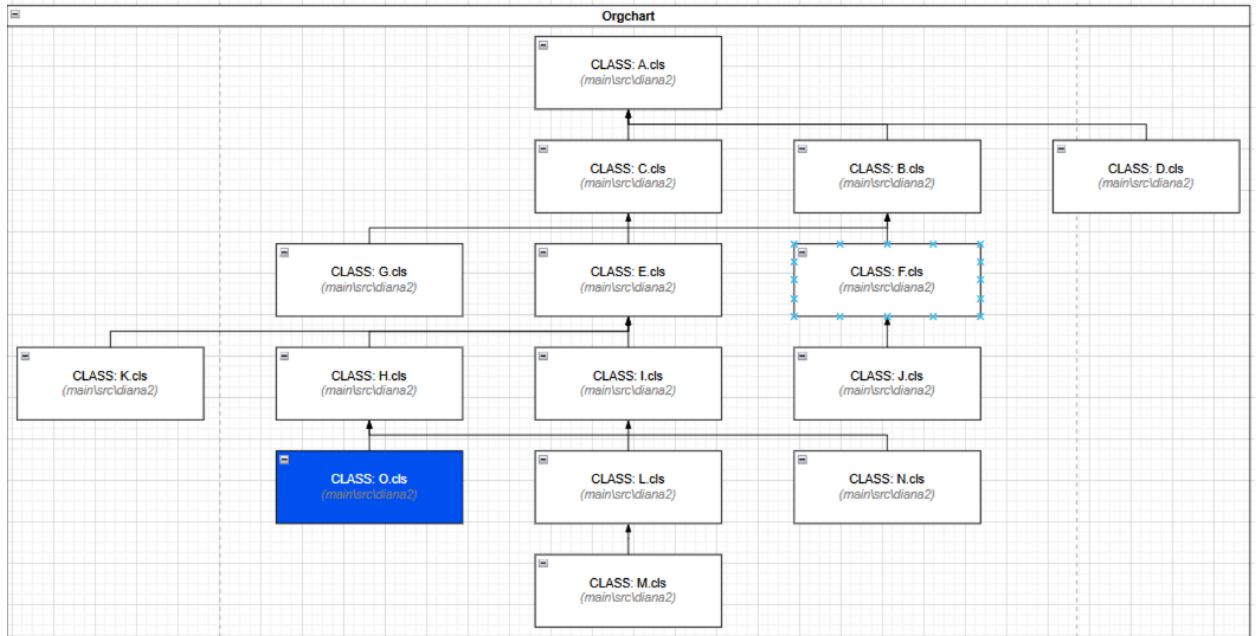 Orgchart
CLASS: A.cls
(main\src\diana2)
CLASS: C.cls
(main\src\diana2)
CLASS: B.cls
(main\src\diana2)
CLASS: D.cls
(main\src\diana2)
CLASS: G.cls
(main\src\diana2)
CLASS: E.cls
(main\src\diana2)
CLASS: F.cls
(main\src\diana2)
CLASS: K.cls
(main\src\diana2)
CLASS: H.cls
(main\src\diana2)
CLASS: I.cls
(main\src\diana2)
CLASS: J.cls
(main\src\diana2)
CLASS: O.cls
(main\src\diana2)
CLASS: L.cls
(main\src\diana2)
CLASS: N.cls
(main\src\diana2)
CLASS: M.cls
(main\src\diana2)